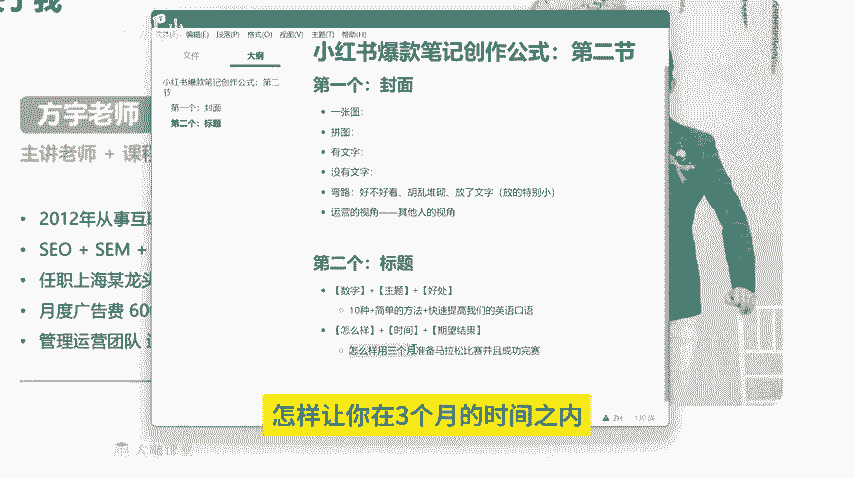 方宇老师
主讲老师 + 课程
• 2012年从事互联
• SEO + SEM +
• 任职上海某龙头
• 月度广告费 60
• 管理运营团队
编辑(E) 段落(P) 格式(O) 视图(V) 主题(T) 帮助(H)
文件 大纲
小红书爆款笔记创作公式：第二节
第一个：封面
第二个：标题
小红书爆款笔记创作公式：第二节
第一个：封面
• 一张图：
• 拼图：
• 有文字：
• 没有文字：
• 弯路：好不好看、胡乱堆砌、放了文字（放的特别小）
• 运营的视角——其他人的视角
第二个：标题
• 【数字】+【主题】+【好处】
○ 10种+简单的方法+快速提高我们的英语口语
• 【怎么样】+【时间】+【期望结果】
○ 怎么样用三个月准备马拉松比赛并且成功完赛
怎样让你在3个月的时间之内